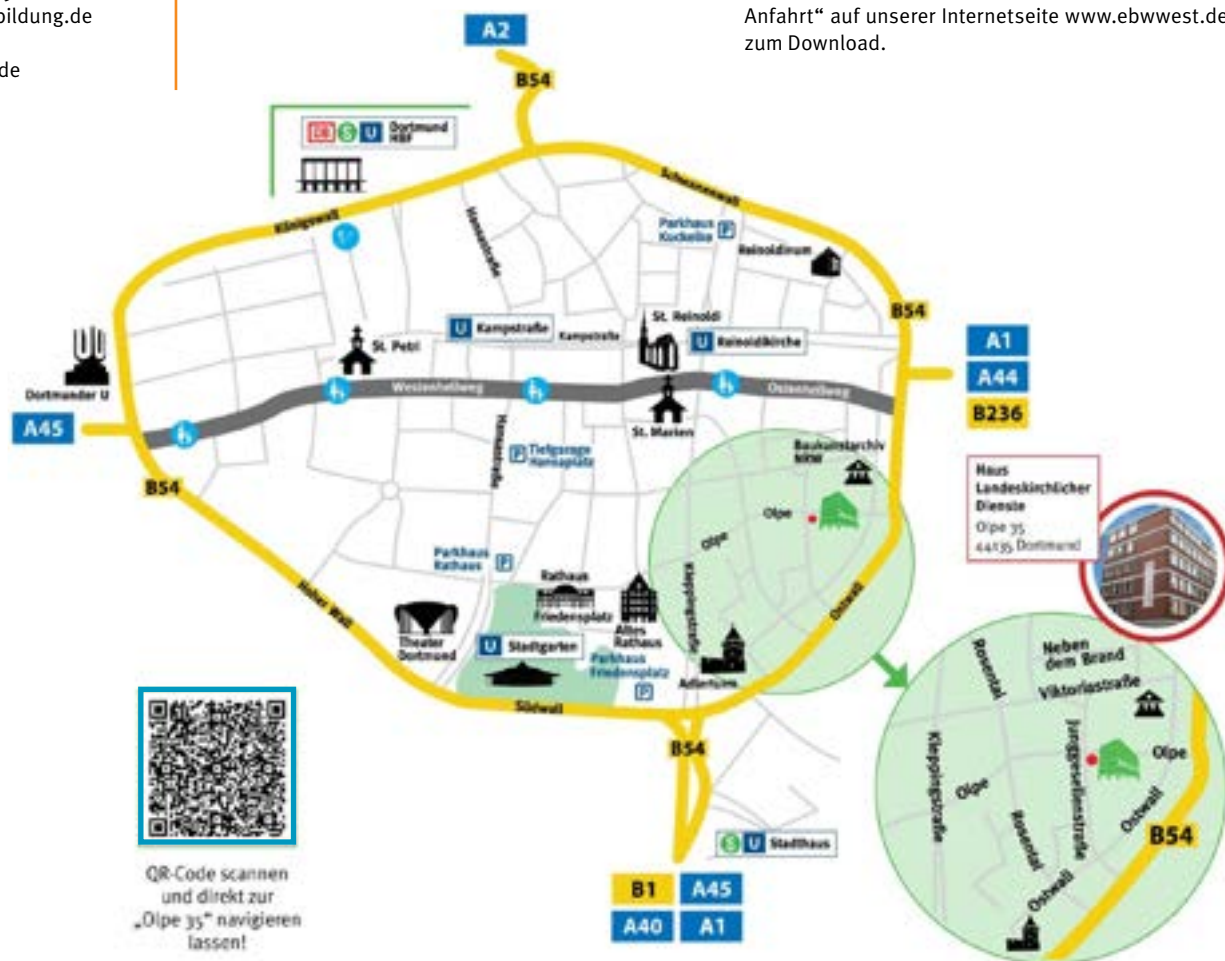 bildung.de
de
Anfahrt“ auf unserer Internetseite www.ebwwest.de
zum Download.
A2
B54
DB S U Dortmund
HBF
Königswall
Hansastraße
Schwanenwall
Parkhaus
Kuckelke P
Reinoldinum
B54
A1
A44
B236
U Kampstraße
Kampstraße
St. Reinoldi
U Reinoldikirche
St. Petri
Dortmunder U
A45
Westenhellweg
Ostenhellweg
St. Marien
B54
Hansastraße
P Tiefgarage
Hansaplatz
Baukunstarchiv
NRW
Olpe
Olpe
Kleppingstraße
Ostwall
Haus
Landeskirchlicher
Dienste
Olpe 35
44135 Dortmund
Parkhaus
Rathaus P
Hoher Wall
Theater
Dortmund
Rathaus
Friedensplatz
Altes
Rathaus
U Stadtgarten
Parkhaus
Friedensplatz
P
Adlerturm
Südwall
B54
S U Stadthaus
B1 A45
A40 A1
Rosental
Neben
dem Brand
Viktoriastraße
Kleppingstraße
Junggesellenstraße
Olpe
Olpe
Rosental
Ostwall
B54
Ostwall
QR-Code scannen
und direkt zur
„Olpe 35“ navigieren
lassen!